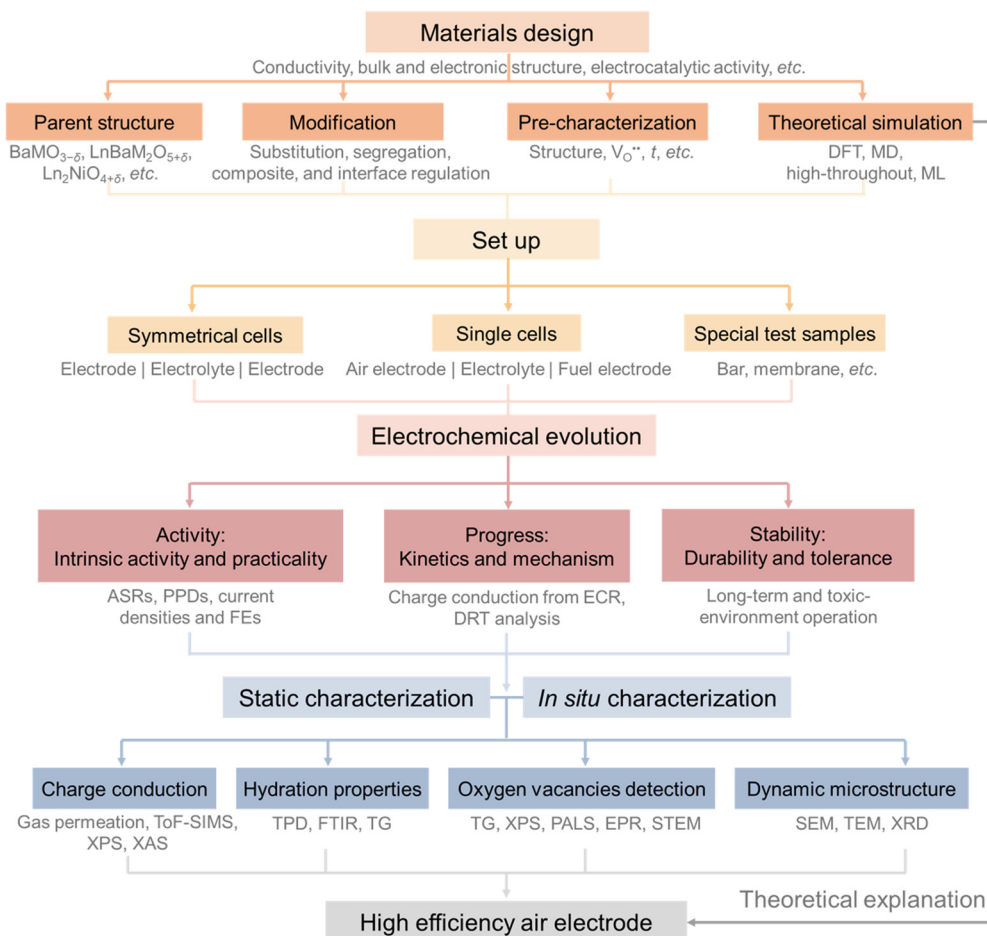 Materials design
Conductivity, bulk and electronic structure, electrocatalytic activity, etc.
Parent structure
BaMO₃₋δ, LnBaM₂O₅₊δ,
Ln₂NiO₄₊δ, etc.
Modification
Substitution, segregation,
composite, and interface regulation
Pre-characterization
Structure, V_O••, t, etc.
Theoretical simulation
DFT, MD,
high-throughout, ML
Set up
Symmetrical cells
Electrode | Electrolyte | Electrode
Single cells
Air electrode | Electrolyte | Fuel electrode
Special test samples
Bar, membrane, etc.
Electrochemical evolution
Activity:
Intrinsic activity and practicality
ASRs, PPDs, current
densities and FEs
Progress:
Kinetics and mechanism
Charge conduction from ECR,
DRT analysis
Stability:
Durability and tolerance
Long-term and toxic-
environment operation
Static characterization
In situ characterization
Charge conduction
Gas permeation, ToF-SIMS,
XPS, XAS
Hydration properties
TPD, FTIR, TG
Oxygen vacancies detection
TG, XPS, PALS, EPR, STEM
Dynamic microstructure
SEM, TEM, XRD
Theoretical explanation
High efficiency air electrode